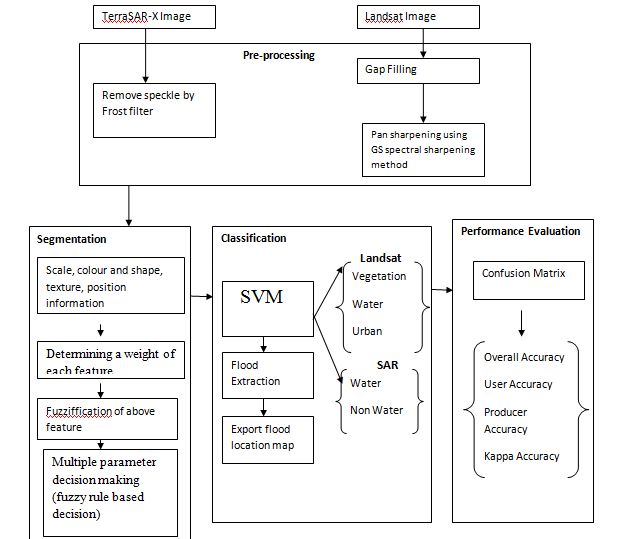 TerraSAR-X Image
Landsat Image
Pre-processing
Remove speckle by
Frost filter
Gap Filling
Pan sharpening using
GS spectral sharpening
method
Segmentation
Scale, colour and shape,
texture, position
information
Determining a weight of
each feature
Fuzziffication of above
feature
Multiple parameter
decision making
(fuzzy rule based
decision)
Classification
SVM
Flood
Extraction
Export flood
location map
Landsat
Vegetation
Water
Urban
SAR
Water
Non Water
Performance Evaluation
Confusion Matrix
Overall Accuracy
User Accuracy
Producer
Accuracy
Kappa Accuracy